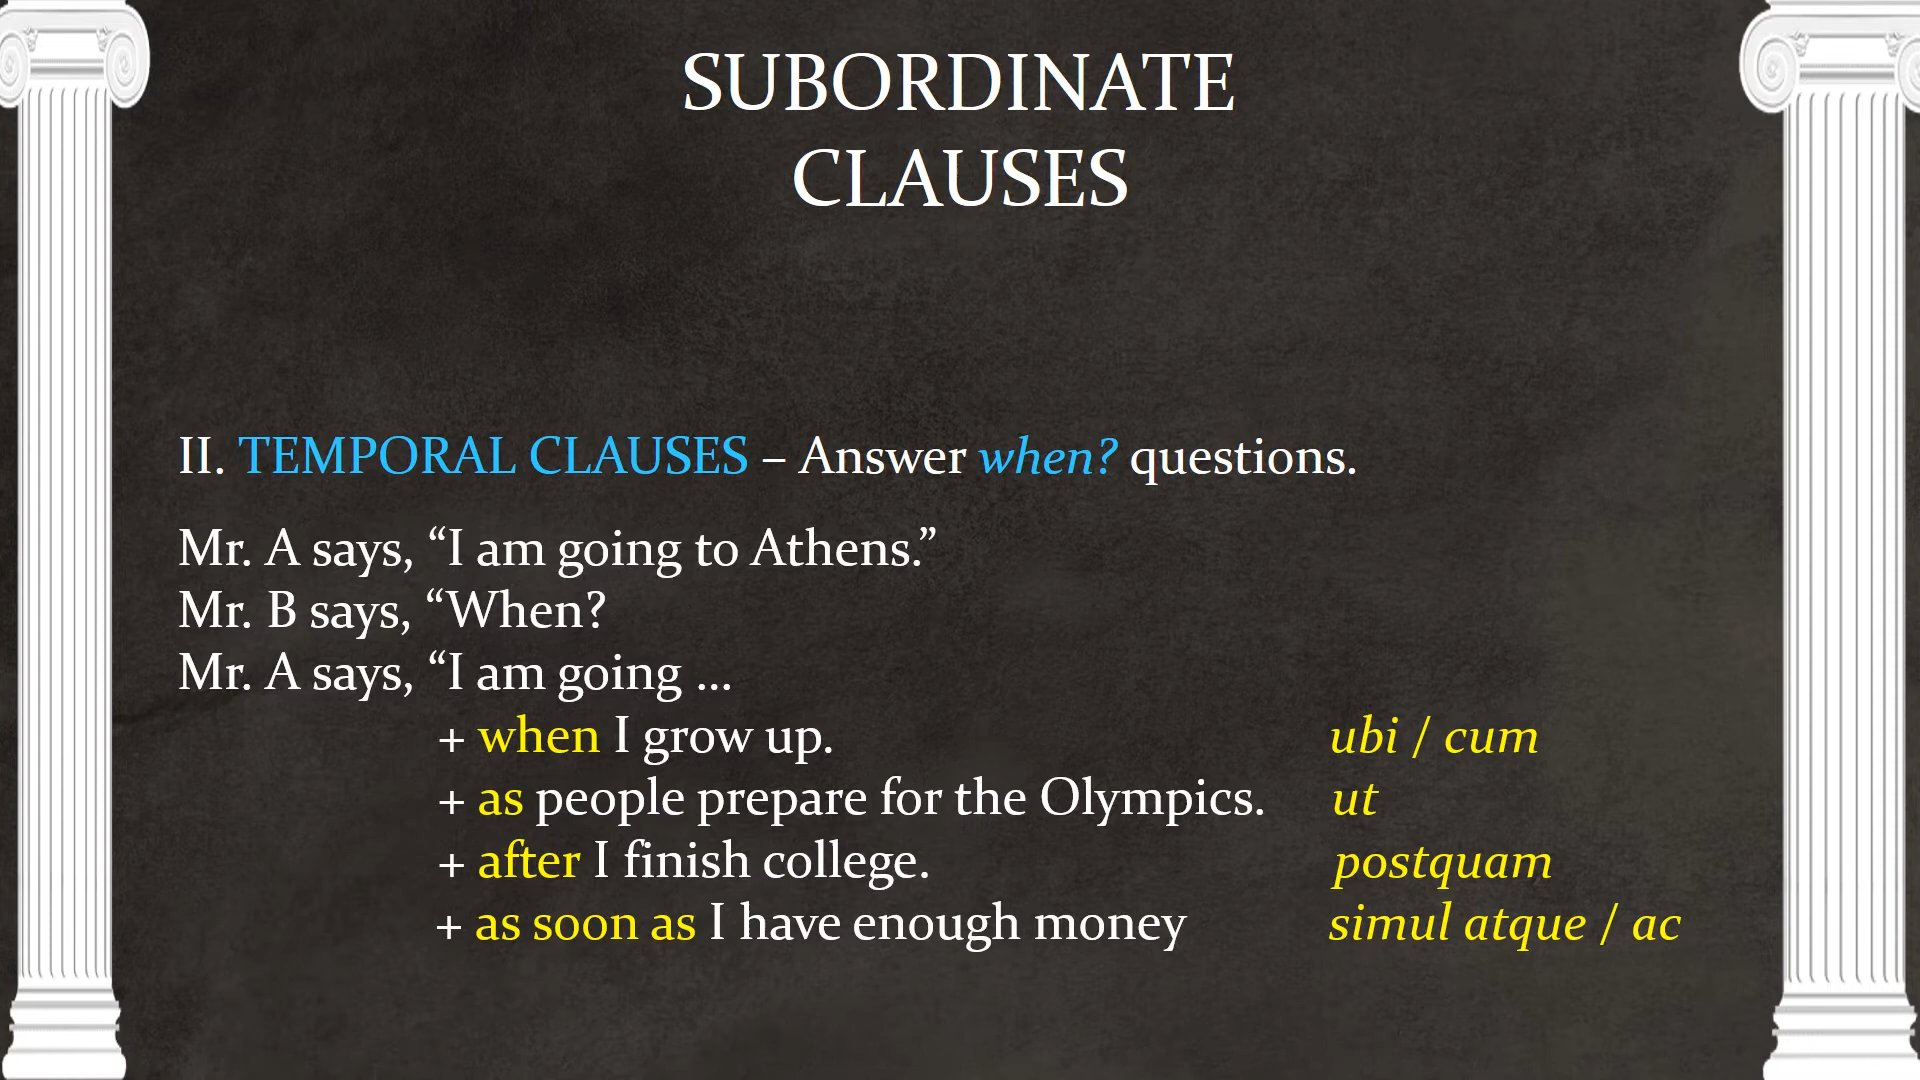 SUBORDINATE
CLAUSES
II. TEMPORAL CLAUSES – Answer when? questions.
Mr. A says, “I am going to Athens.”
Mr. B says, “When?
Mr. A says, “I am going ...
+ when I grow up. ubi / cum
+ as people prepare for the Olympics. ut
+ after I finish college. postquam
+ as soon as I have enough money simul atque / ac